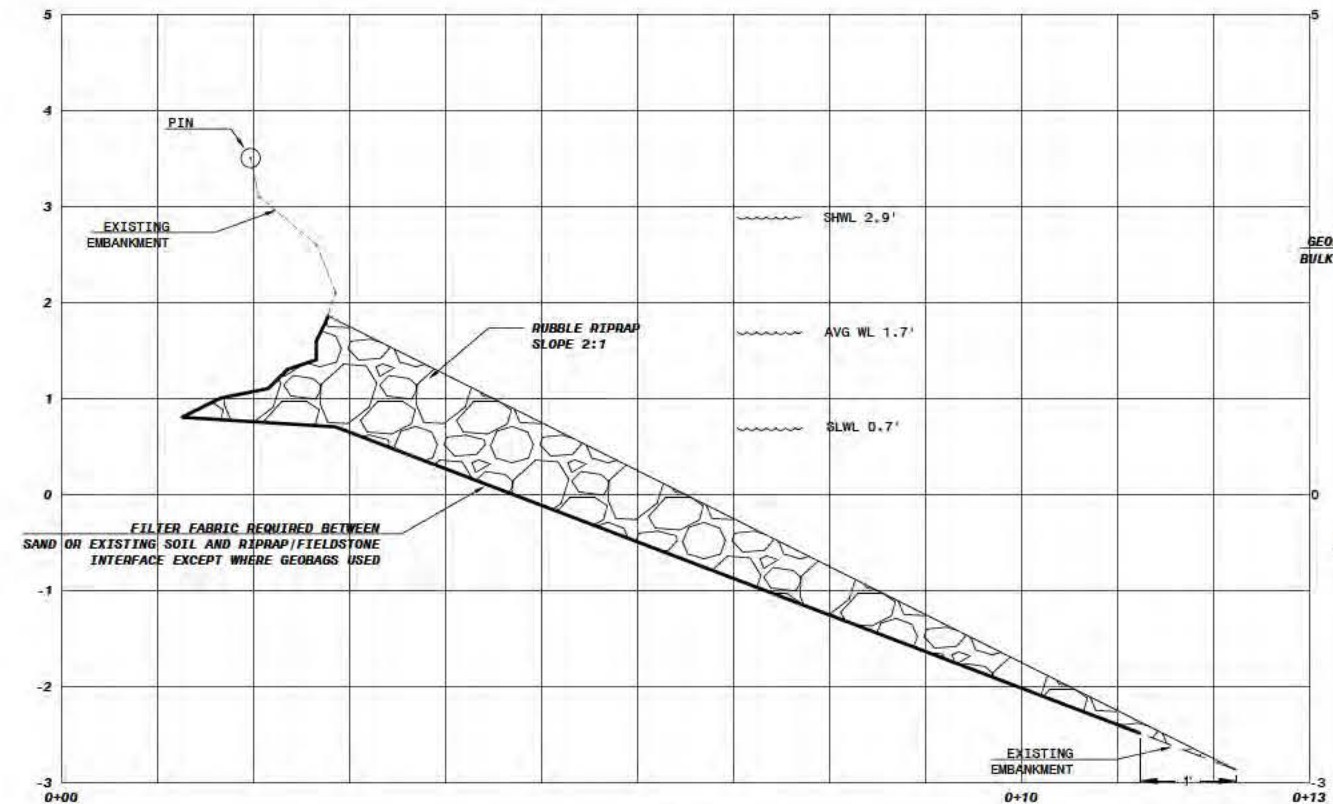 5
5
4
PIN
3
SHWL 2.9'
EXISTING
EMBANKMENT
GEO
BULK
2
RUBBLE RIPRAP
SLOPE 2:1
AVG WL 1.7'
1
SLWL 0.7'
0
0
FILTER FABRIC REQUIRED BETWEEN
SAND OR EXISTING SOIL AND RIPRAP/FIELDSTONE
INTERFACE EXCEPT WHERE GEOBAGS USED
-1
-2
EXISTING
EMBANKMENT
1'
-3
-3
0+00
0+10
0+13